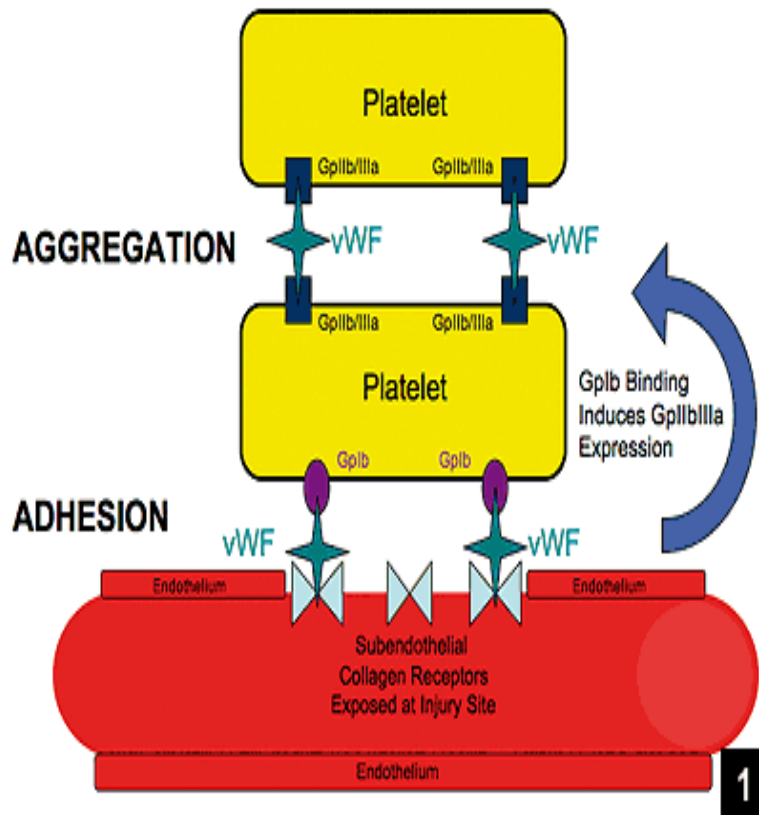 Platelet
GpIIb/IIIa GpIIb/IIIa
AGGREGATION
vWF vWF
GpIIb/IIIa GpIIb/IIIa
Platelet
GpIb Binding
Induces GpIIbIIIa
Expression
GpIb GpIb
ADHESION
vWF vWF
Endothelium Endothelium
Subendothelial
Collagen Receptors
Exposed at Injury Site
Endothelium
1